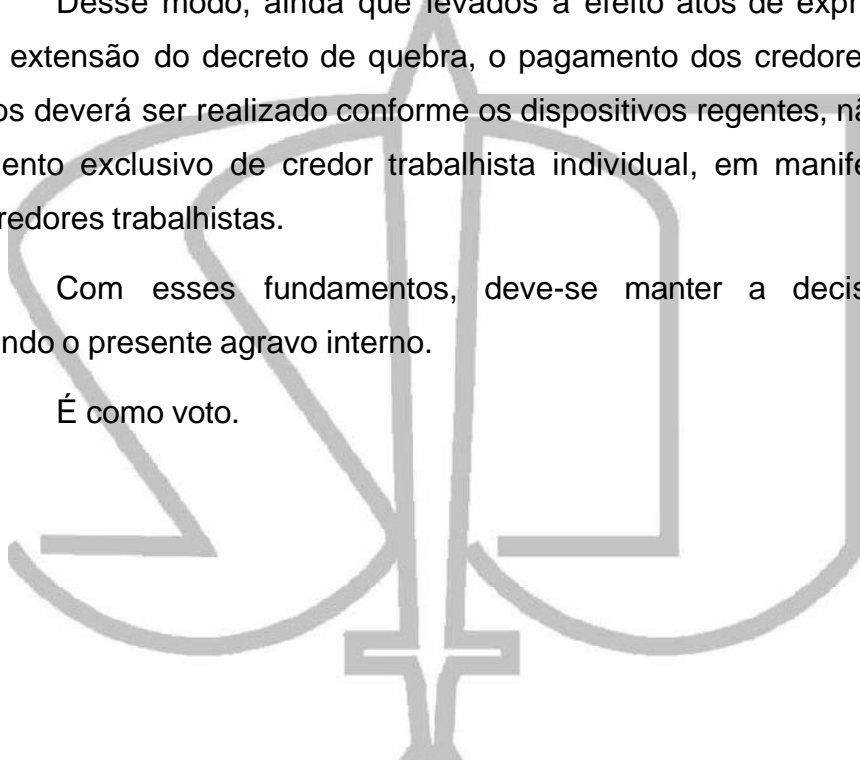 Desse modo, ainda que levados a efeito atos de expr
extensão do decreto de quebra, o pagamento dos credore
os deverá ser realizado conforme os dispositivos regentes, nã
ento exclusivo de credor trabalhista individual, em manife
redores trabalhistas.
Com esses fundamentos, deve-se manter a decis
ndo o presente agravo interno.
É como voto.